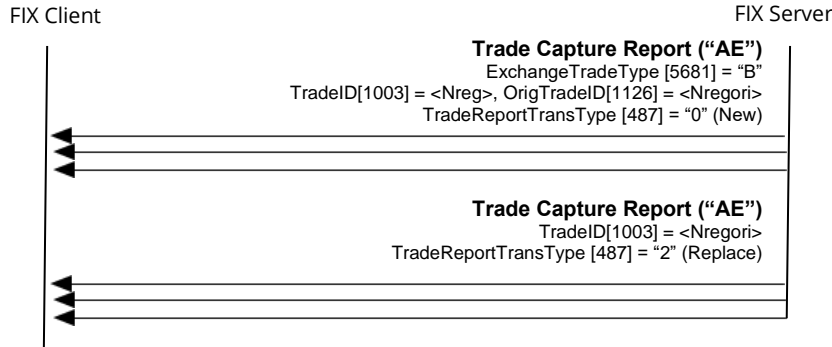 FIX Client
FIX Server
Trade Capture Report (“AE”)
ExchangeTradeType [5681] = “B”
TradeID[1003] = <Nreg>, OrigTradeID[1126] = <Nregori>
TradeReportTransType [487] = “0” (New)
Trade Capture Report (“AE”)
TradeID[1003] = <Nregori>
TradeReportTransType [487] = “2” (Replace)